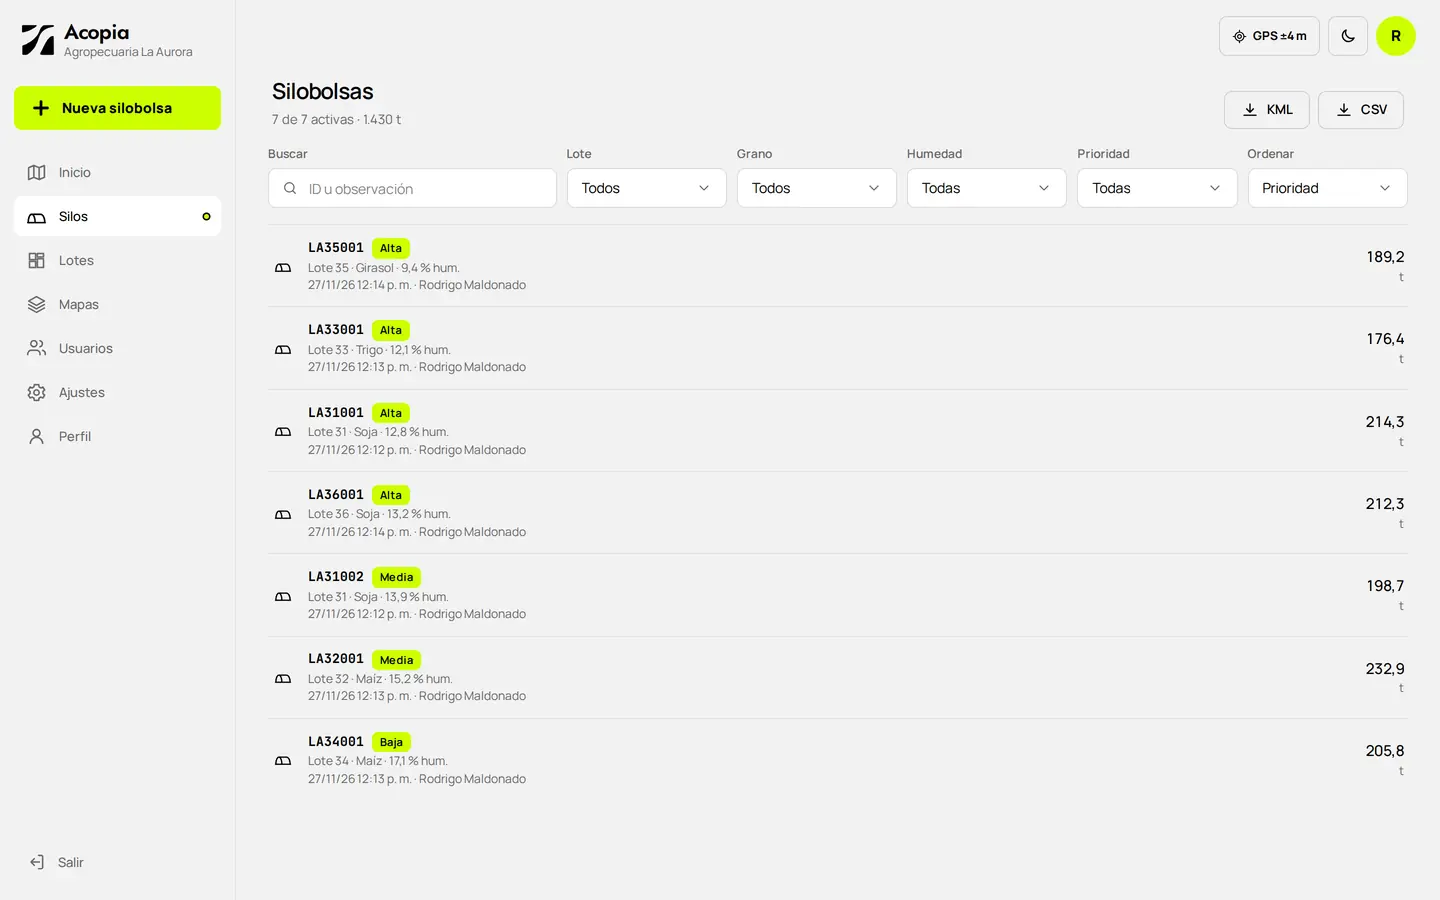 Acopia
Agropecuaria La Aurora
Nueva silobolsa
Inicio
Silos
Lotes
Mapas
Usuarios
Ajustes
Perfil
Salir
GPS ±4 m
R
Silobolsas
7 de 7 activas · 1.430 t
KML
CSV
Buscar
Lote
Grano
Humedad
Prioridad
Ordenar
ID u observación
Todos
Todos
Todas
Todas
Prioridad
LA35001 Alta
Lote 35 · Girasol · 9,4 % hum.
27/11/26 12:14 p. m. · Rodrigo Maldonado
189,2
t
LA33001 Alta
Lote 33 · Trigo · 12,1 % hum.
27/11/26 12:13 p. m. · Rodrigo Maldonado
176,4
t
LA31001 Alta
Lote 31 · Soja · 12,8 % hum.
27/11/26 12:12 p. m. · Rodrigo Maldonado
214,3
t
LA36001 Alta
Lote 36 · Soja · 13,2 % hum.
27/11/26 12:14 p. m. · Rodrigo Maldonado
212,3
t
LA31002 Media
Lote 31 · Soja · 13,9 % hum.
27/11/26 12:12 p. m. · Rodrigo Maldonado
198,7
t
LA32001 Media
Lote 32 · Maíz · 15,2 % hum.
27/11/26 12:13 p. m. · Rodrigo Maldonado
232,9
t
LA34001 Baja
Lote 34 · Maíz · 17,1 % hum.
27/11/26 12:13 p. m. · Rodrigo Maldonado
205,8
t